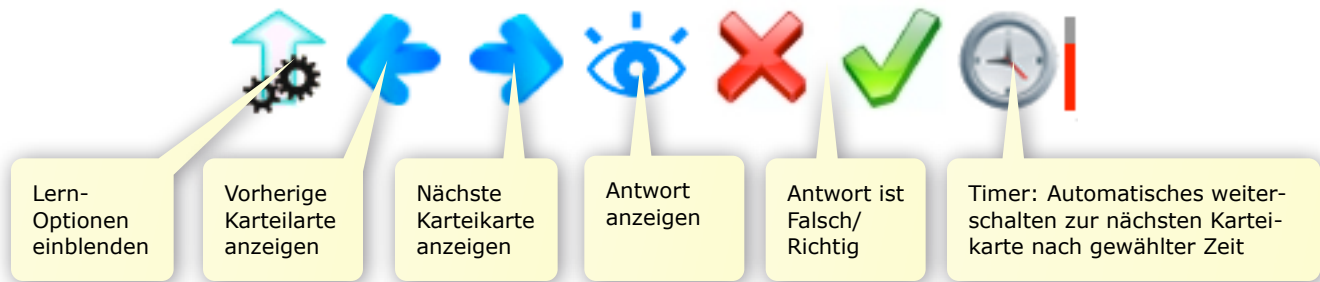 Lern-
Optionen
einblenden
Vorherige
Karteilarte
anzeigen
Nächste
Karteikarte
anzeigen
Antwort
anzeigen
Antwort ist
Falsch/
Richtig
Timer: Automatisches weiter-
schalten zur nächsten Kartei-
karte nach gewählter Zeit